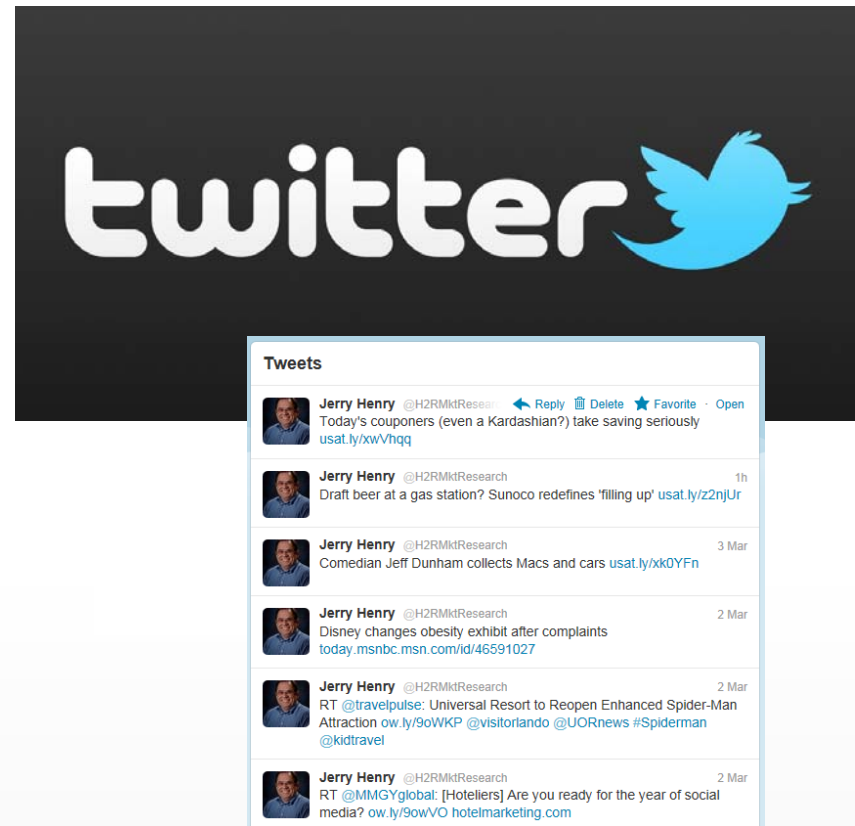 twitter
Tweets
Jerry Henry @H2RMktResear Reply Delete Favorite · Open
Today's couponers (even a Kardashian?) take saving seriously
usat.ly/xwVhqq
Jerry Henry @H2RMktResearch 1h
Draft beer at a gas station? Sunoco redefines 'filling up' usat.ly/z2njUr
Jerry Henry @H2RMktResearch 3 Mar
Comedian Jeff Dunham collects Macs and cars usat.ly/xk0YFn
Jerry Henry @H2RMktResearch 2 Mar
Disney changes obesity exhibit after complaints
today.msnbc.msn.com/id/46591027
Jerry Henry @H2RMktResearch 2 Mar
RT @travelpulse: Universal Resort to Reopen Enhanced Spider-Man
Attraction ow.ly/9oWKP @visitorlando @UORnews #Spiderman
@kidtravel
Jerry Henry @H2RMktResearch 2 Mar
RT @MMGYglobal: [Hoteliers] Are you ready for the year of social
media? ow.ly/9owVO hotelmarketing.com